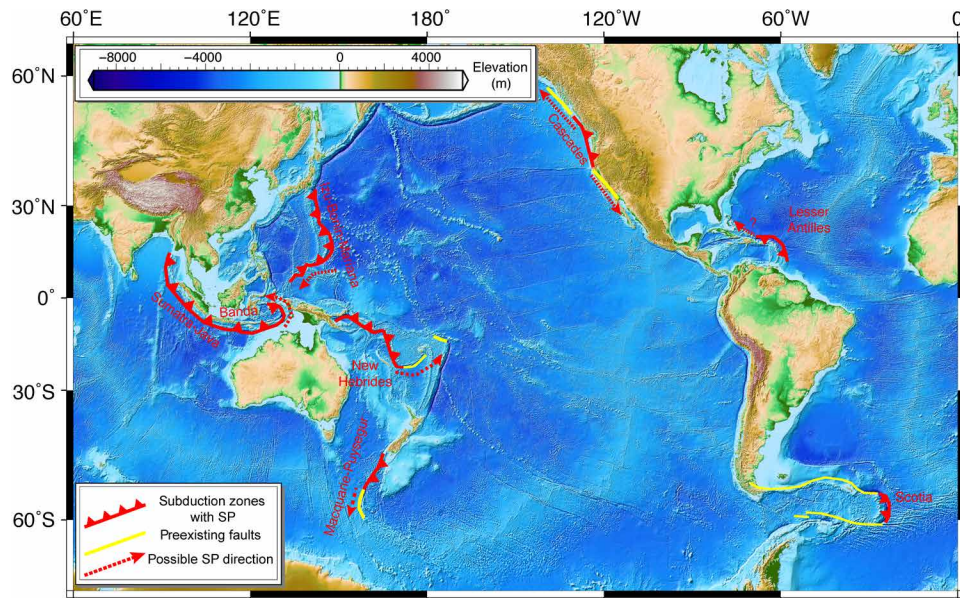 60°E 120°E 180° 120°W 60°W 0
−8000 −4000 0 4000
Elevation
(m)
60°N
30°N
0°
30°S
60°S
Cascades
Izu-Bonin-Mariana
Lesser
Antilles
?
Sumatra-Java
Banda
New
Hebrides
Macquarie-Puysegur
Scotia
Subduction zones
with SP
Preexisting faults
Possible SP direction